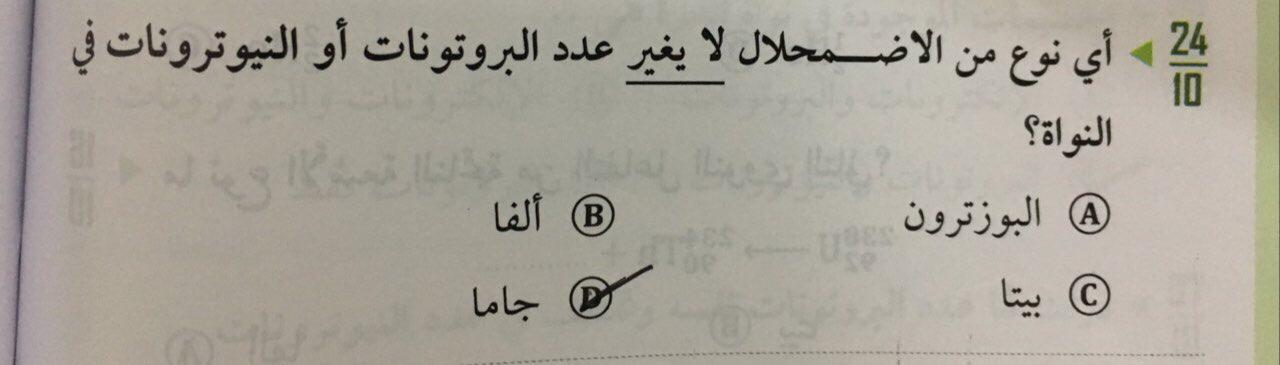 24/10 ◄ أي نوع من الاضمحلال لا يغير عدد البروتونات أو النيوترونات في
النواة؟
Ⓐ البوزترون Ⓑ ألفا
Ⓒ بيتا Ⓓ جاما